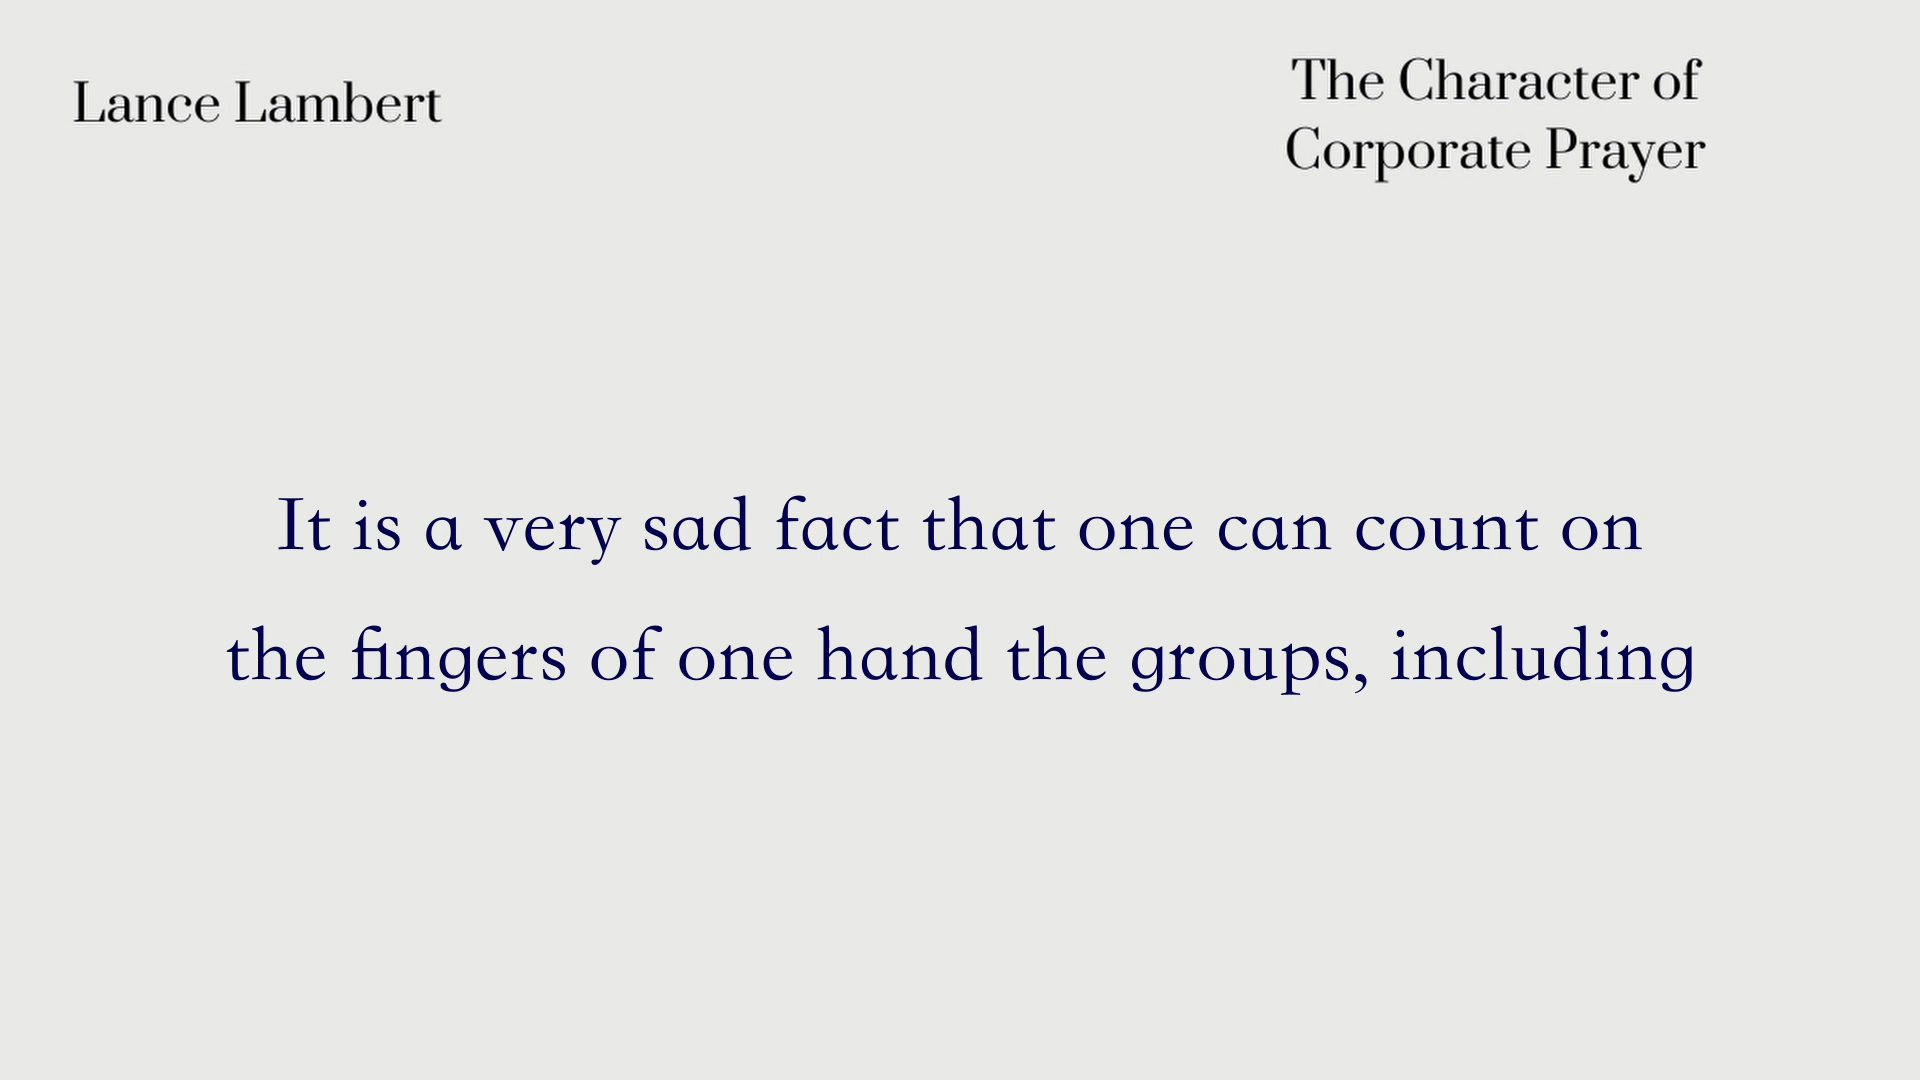 Lance Lambert
The Character of
Corporate Prayer
It is a very sad fact that one can count on
the fingers of one hand the groups, including